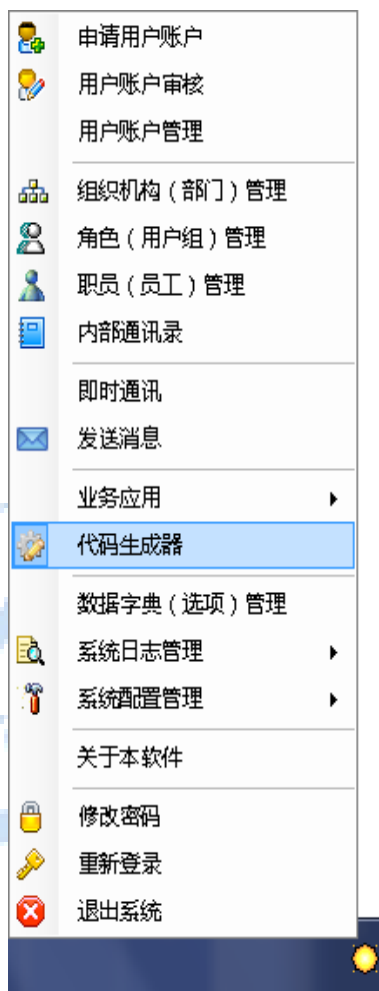 申请用户账户
用户账户审核
用户账户管理
组织机构（部门）管理
角色（用户组）管理
职员（员工）管理
内部通讯录
即时通讯
发送消息
业务应用
代码生成器
数据字典（选项）管理
系统日志管理
系统配置管理
关于本软件
修改密码
重新登录
退出系统